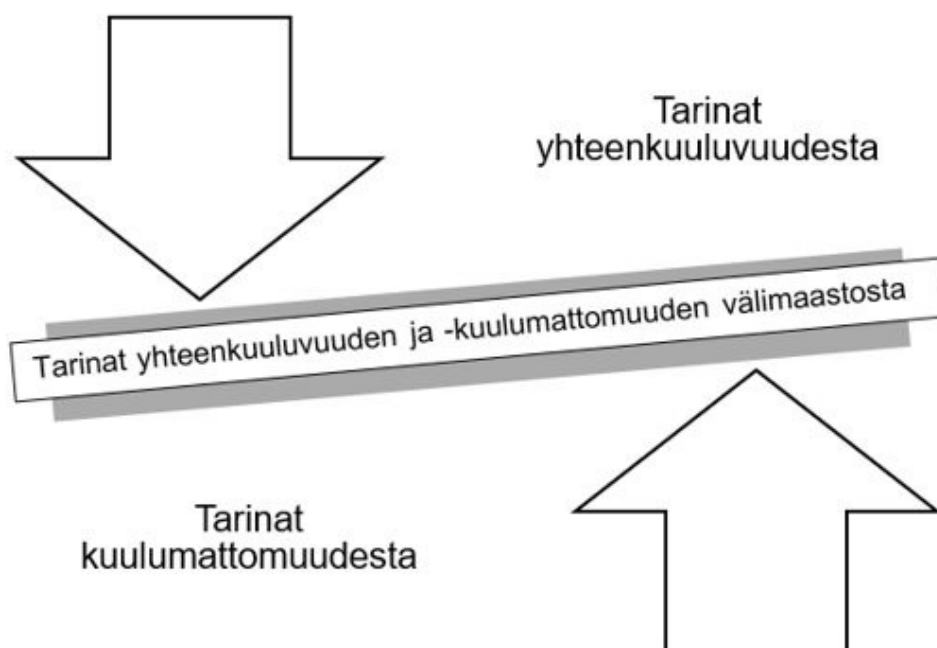 Tarinat
yhteenkuuluvuudesta
Tarinat yhteenkuuluvuuden ja -kuulumattomuuden välimaastosta
Tarinat
kuulumattomuudesta